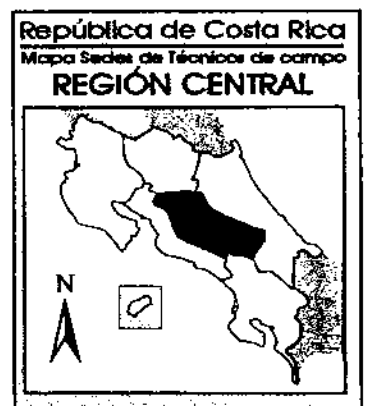 República de Costa Rica
Mapa Sedes de Técnicos de campo
REGIÓN CENTRAL
N